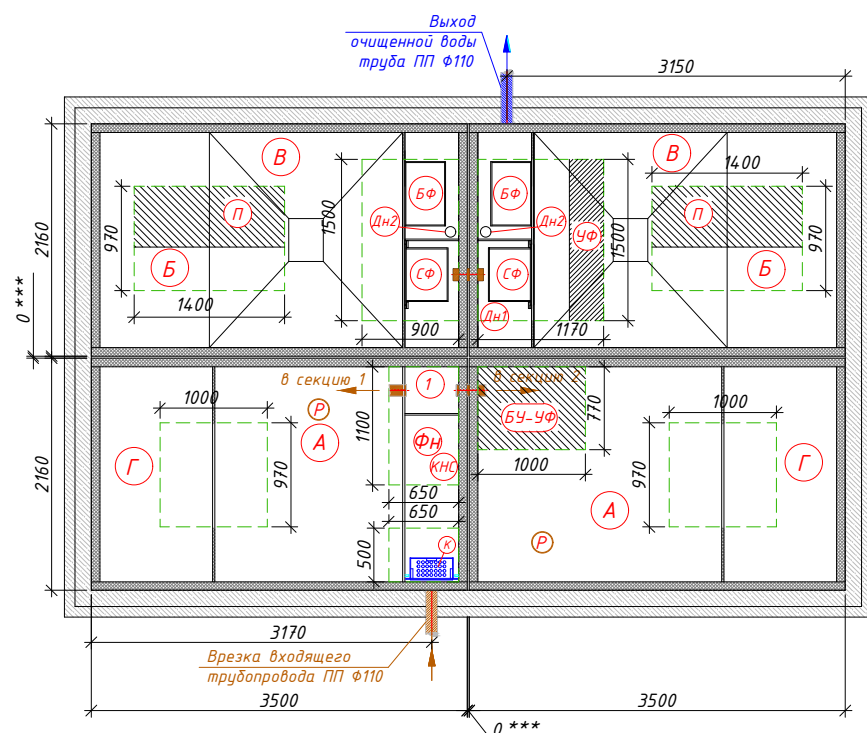 Выход
очищенной воды
труба ПП Ф110
3150
В
В
1400
БФ
БФ
П
П
Дн2
Дн2
2160
970
1500
УФ
1500
970
Б
СФ
СФ
Б
Дн1
1400
900
1170
0 ***
в секцию 1
1
в секцию 2
1000
Р
1000
770
А
1100
Фн
БУ-УФ
Г
970
КНС
1000
970
Г
2160
650
650
А
500
К
Р
3170
Врезка входящего
трубопровода ПП Ф110
3500
3500
0 ***